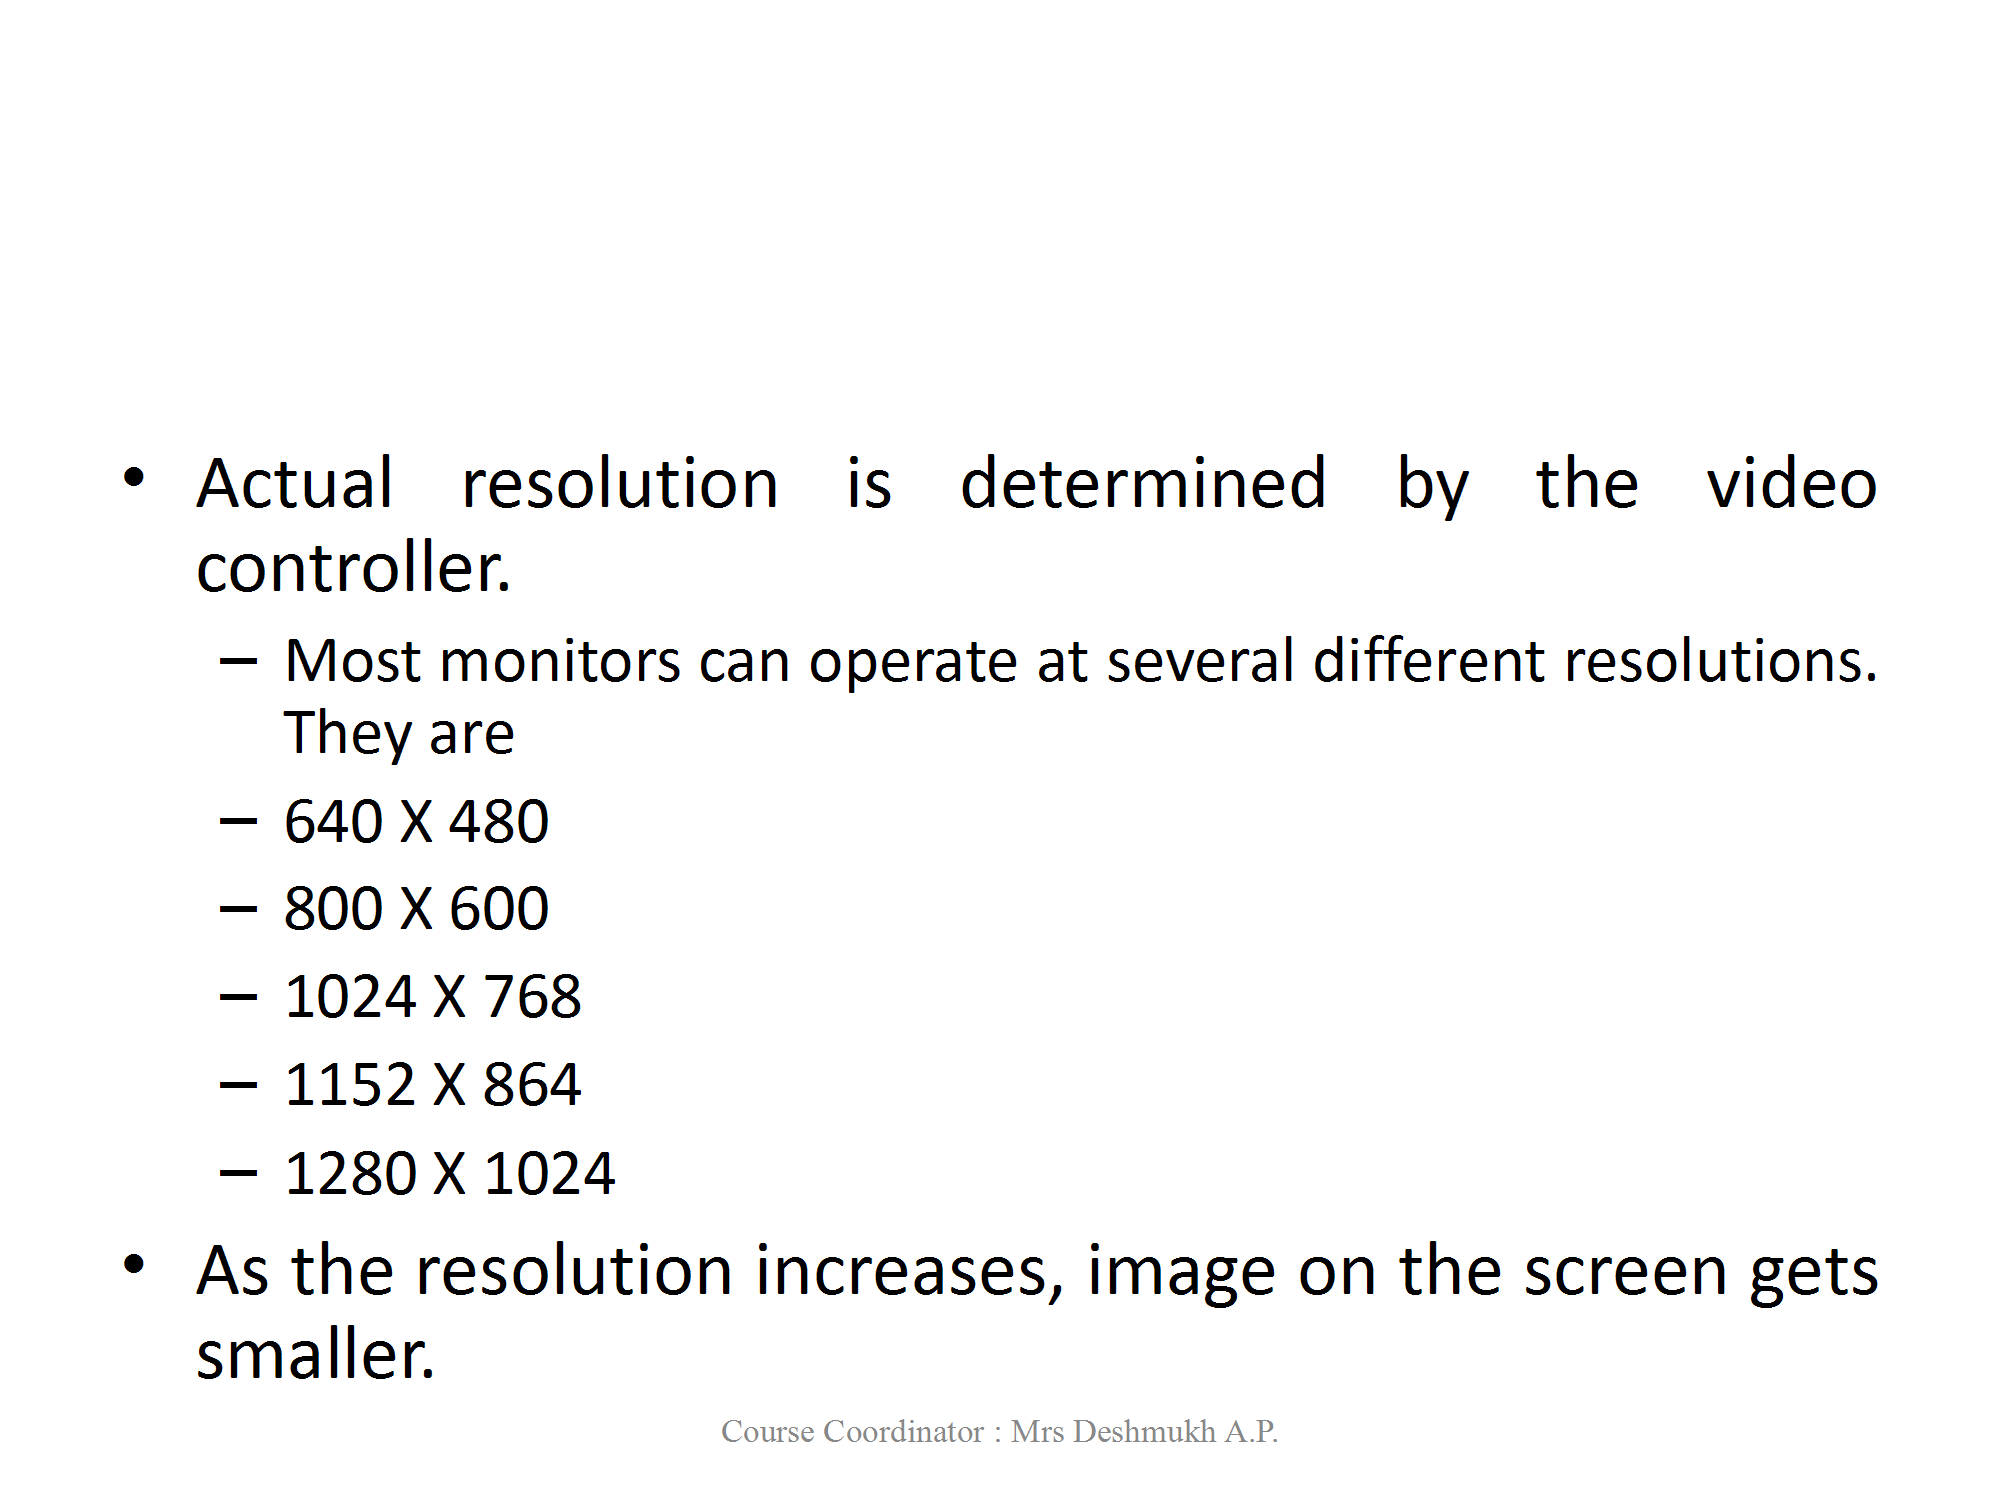 • Actual resolution is determined by the video
controller.
– Most monitors can operate at several different resolutions.
They are
– 640 X 480
– 800 X 600
– 1024 X 768
– 1152 X 864
– 1280 X 1024
• As the resolution increases, image on the screen gets
smaller.
Course Coordinator : Mrs Deshmukh A.P.